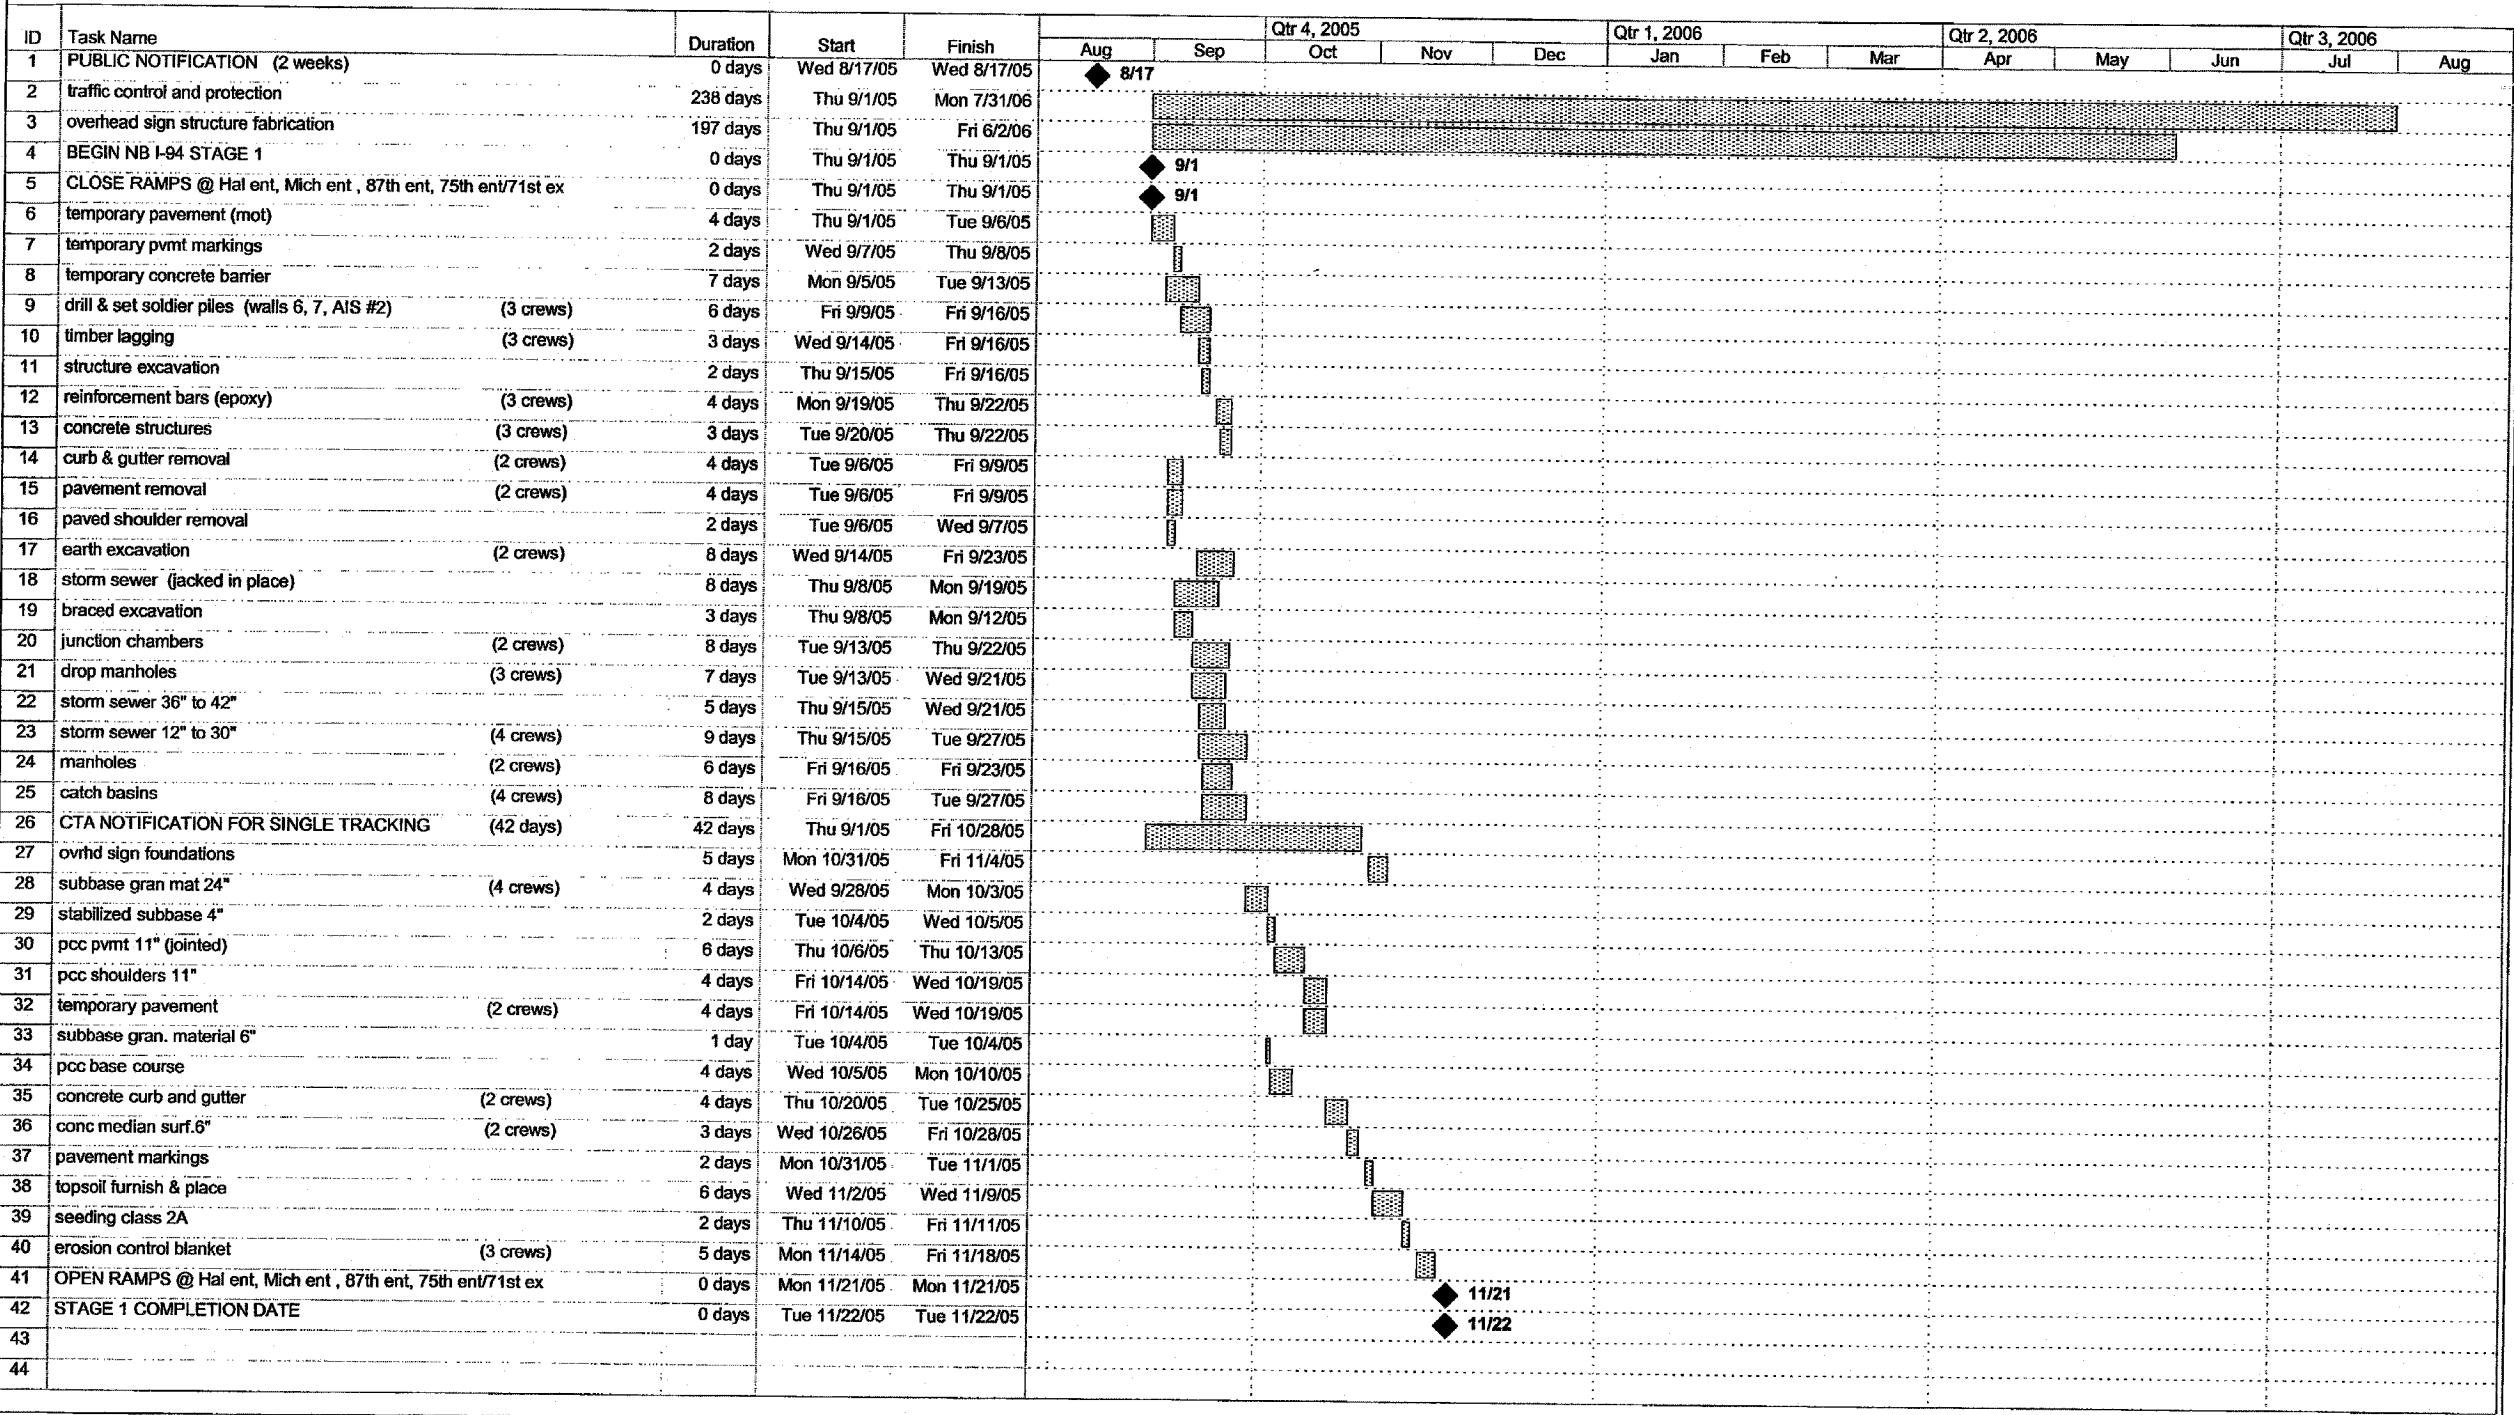 Qtr 4, 2005 Qtr 1, 2006 Qtr 2, 2006 Qtr 3, 2006
ID Task Name Duration Start Finish Aug Sep Oct Nov Dec Jan Feb Mar Apr May Jun Jul Aug
1 PUBLIC NOTIFICATION (2 weeks) 0 days Wed 8/17/05 Wed 8/17/05 8/17
2 traffic control and protection 238 days Thu 9/1/05 Mon 7/31/06
3 overhead sign structure fabrication 197 days Thu 9/1/05 Fri 6/2/06
4 BEGIN NB I-94 STAGE 1 0 days Thu 9/1/05 Thu 9/1/05 9/1
5 CLOSE RAMPS @ Hal ent, Mich ent , 87th ent, 75th ent/71st ex 0 days Thu 9/1/05 Thu 9/1/05 9/1
6 temporary pavement (mot) 4 days Thu 9/1/05 Tue 9/6/05
7 temporary pvmt markings 2 days Wed 9/7/05 Thu 9/8/05
8 temporary concrete barrier 7 days Mon 9/5/05 Tue 9/13/05
9 drill & set soldier piles (walls 6, 7, AIS #2) (3 crews) 6 days Fri 9/9/05 Fri 9/16/05
10 timber lagging (3 crews) 3 days Wed 9/14/05 Fri 9/16/05
11 structure excavation 2 days Thu 9/15/05 Fri 9/16/05
12 reinforcement bars (epoxy) (3 crews) 4 days Mon 9/19/05 Thu 9/22/05
13 concrete structures (3 crews) 3 days Tue 9/20/05 Thu 9/22/05
14 curb & gutter removal (2 crews) 4 days Tue 9/6/05 Fri 9/9/05
15 pavement removal (2 crews) 4 days Tue 9/6/05 Fri 9/9/05
16 paved shoulder removal 2 days Tue 9/6/05 Wed 9/7/05
17 earth excavation (2 crews) 8 days Wed 9/14/05 Fri 9/23/05
18 storm sewer (jacked in place) 8 days Thu 9/8/05 Mon 9/19/05
19 braced excavation 3 days Thu 9/8/05 Mon 9/12/05
20 junction chambers (2 crews) 8 days Tue 9/13/05 Thu 9/22/05
21 drop manholes (3 crews) 7 days Tue 9/13/05 Wed 9/21/05
22 storm sewer 36" to 42" 5 days Thu 9/15/05 Wed 9/21/05
23 storm sewer 12" to 30" (4 crews) 9 days Thu 9/15/05 Tue 9/27/05
24 manholes (2 crews) 6 days Fri 9/16/05 Fri 9/23/05
25 catch basins (4 crews) 8 days Fri 9/16/05 Tue 9/27/05
26 CTA NOTIFICATION FOR SINGLE TRACKING (42 days) 42 days Thu 9/1/05 Fri 10/28/05
27 ovrhd sign foundations 5 days Mon 10/31/05 Fri 11/4/05
28 subbase gran mat 24" (4 crews) 4 days Wed 9/28/05 Mon 10/3/05
29 stabilized subbase 4" 2 days Tue 10/4/05 Wed 10/5/05
30 pcc pvmt 11" (jointed) 6 days Thu 10/6/05 Thu 10/13/05
31 pcc shoulders 11" 4 days Fri 10/14/05 Wed 10/19/05
32 temporary pavement (2 crews) 4 days Fri 10/14/05 Wed 10/19/05
33 subbase gran. material 6" 1 day Tue 10/4/05 Tue 10/4/05
34 pcc base course 4 days Wed 10/5/05 Mon 10/10/05
35 concrete curb and gutter (2 crews) 4 days Thu 10/20/05 Tue 10/25/05
36 conc median surf.6" (2 crews) 3 days Wed 10/26/05 Fri 10/28/05
37 pavement markings 2 days Mon 10/31/05 Tue 11/1/05
38 topsoil furnish & place 6 days Wed 11/2/05 Wed 11/9/05
39 seeding class 2A 2 days Thu 11/10/05 Fri 11/11/05
40 erosion control blanket (3 crews) 5 days Mon 11/14/05 Fri 11/18/05
41 OPEN RAMPS @ Hal ent, Mich ent , 87th ent, 75th ent/71st ex 0 days Mon 11/21/05 Mon 11/21/05 11/21
42 STAGE 1 COMPLETION DATE 0 days Tue 11/22/05 Tue 11/22/05 11/22
43
44